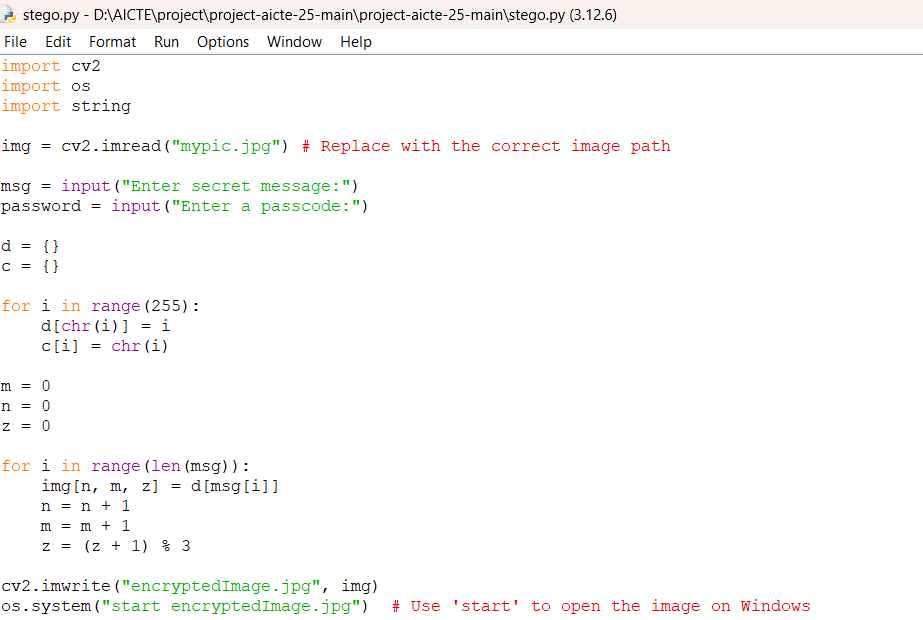 stego.py - D:\AICTE\project\project-aicte-25-main\project-aicte-25-main\stego.py (3.12.6)
File Edit Format Run Options Window Help
import cv2
import os
import string
img = cv2.imread("mypic.jpg") # Replace with the correct image path
msg = input("Enter secret message:")
password = input("Enter a passcode:")
d = {}
c = {}
for i in range(255):
    d[chr(i)] = i
    c[i] = chr(i)
m = 0
n = 0
z = 0
for i in range(len(msg)):
    img[n, m, z] = d[msg[i]]
    n = n + 1
    m = m + 1
    z = (z + 1) % 3
cv2.imwrite("encryptedImage.jpg", img)
os.system("start encryptedImage.jpg")  # Use 'start' to open the image on Windows